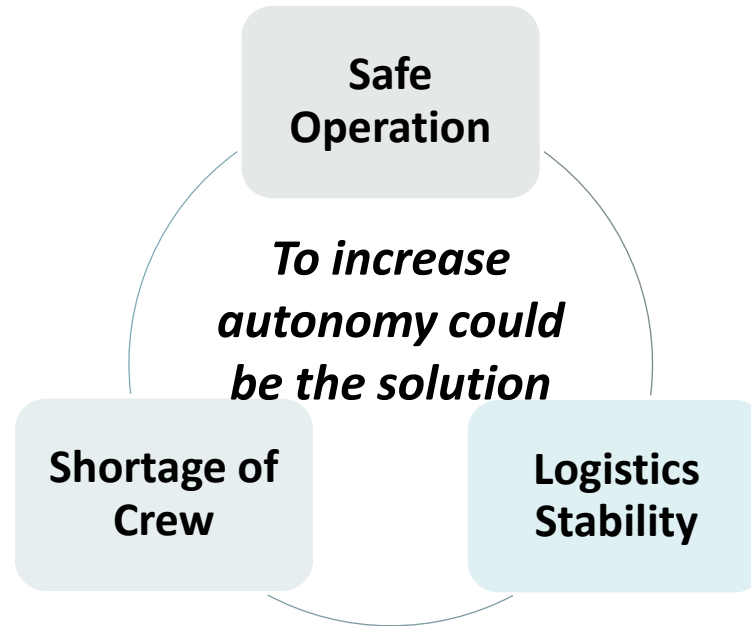 Safe
Operation
To increase
autonomy could
be the solution
Shortage of
Crew
Logistics
Stability